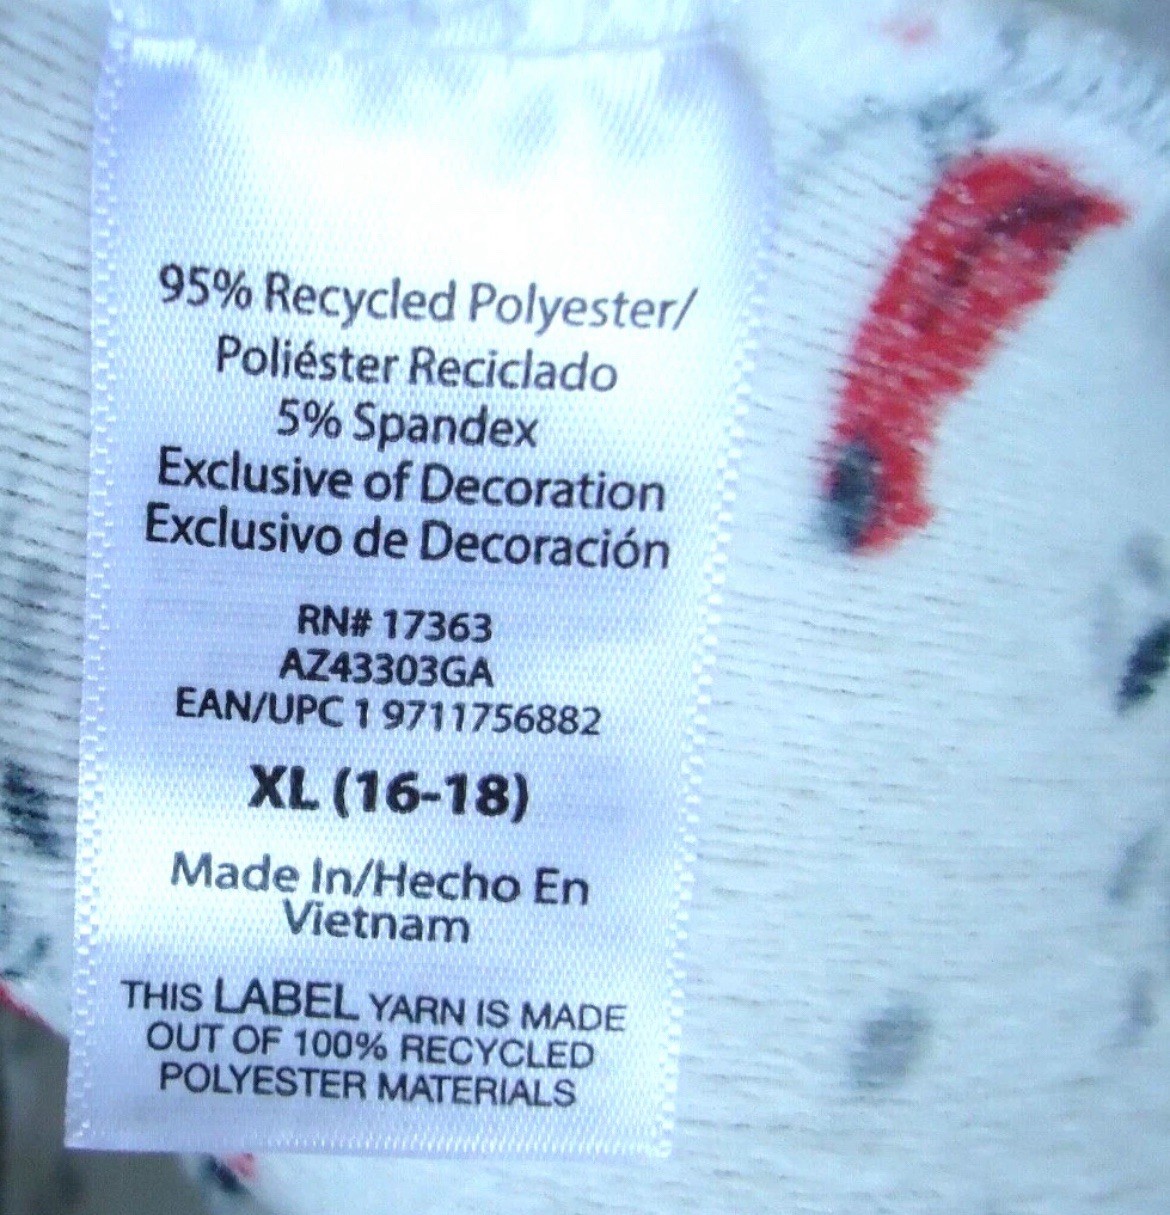 95% Recycled Polyester/
Poliéster Reciclado
5% Spandex
Exclusive of Decoration
Exclusivo de Decoración
RN# 17363
AZ43303GA
EAN/UPC 1 9711756882
XL (16-18)
Made In/Hecho En
Vietnam
THIS LABEL YARN IS MADE
OUT OF 100% RECYCLED
POLYESTER MATERIALS